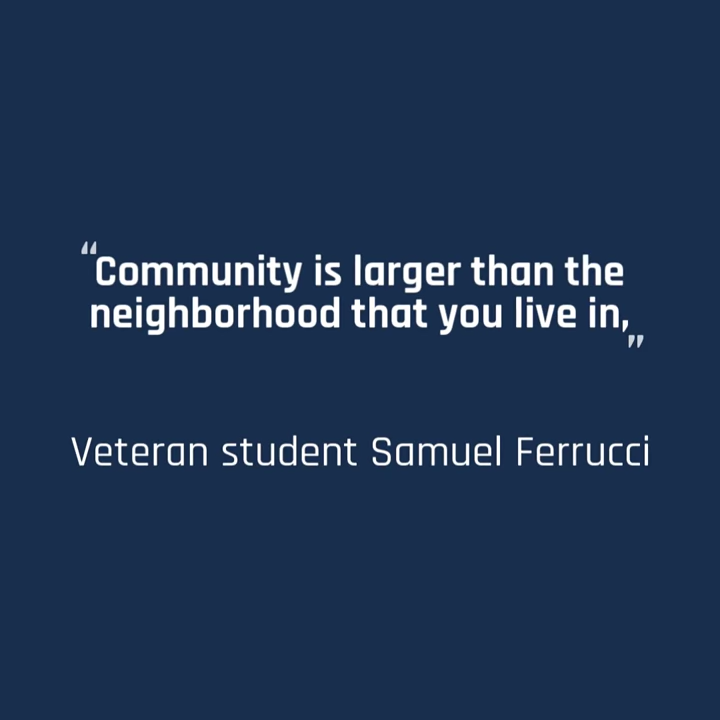 “Community is larger than the
neighborhood that you live in,”
Veteran student Samuel Ferrucci